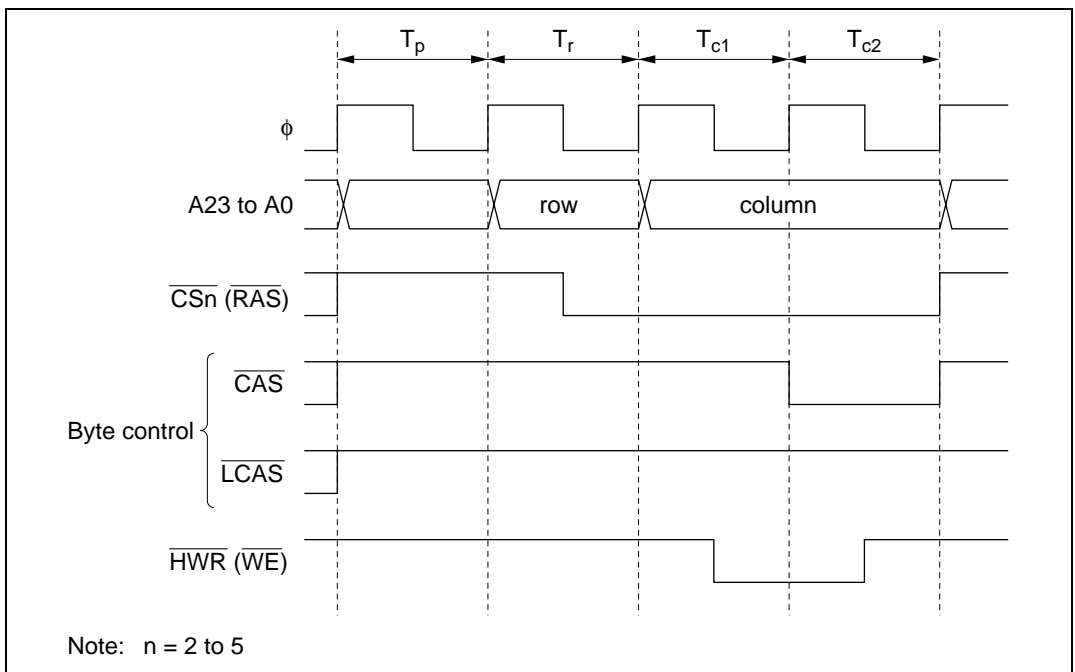 Tp Tr Tc1 Tc2
φ
A23 to A0 row column
CSn (RAS)
CAS
Byte control
LCAS
HWR (WE)
Note: n = 2 to 5